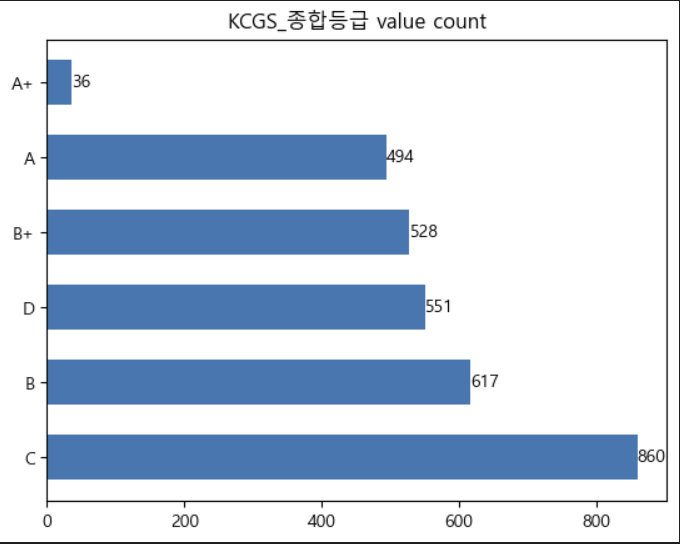 KCGS_종합등급 value count
A+ 36
A 494
B+ 528
D 551
B 617
C 860
0 200 400 600 800